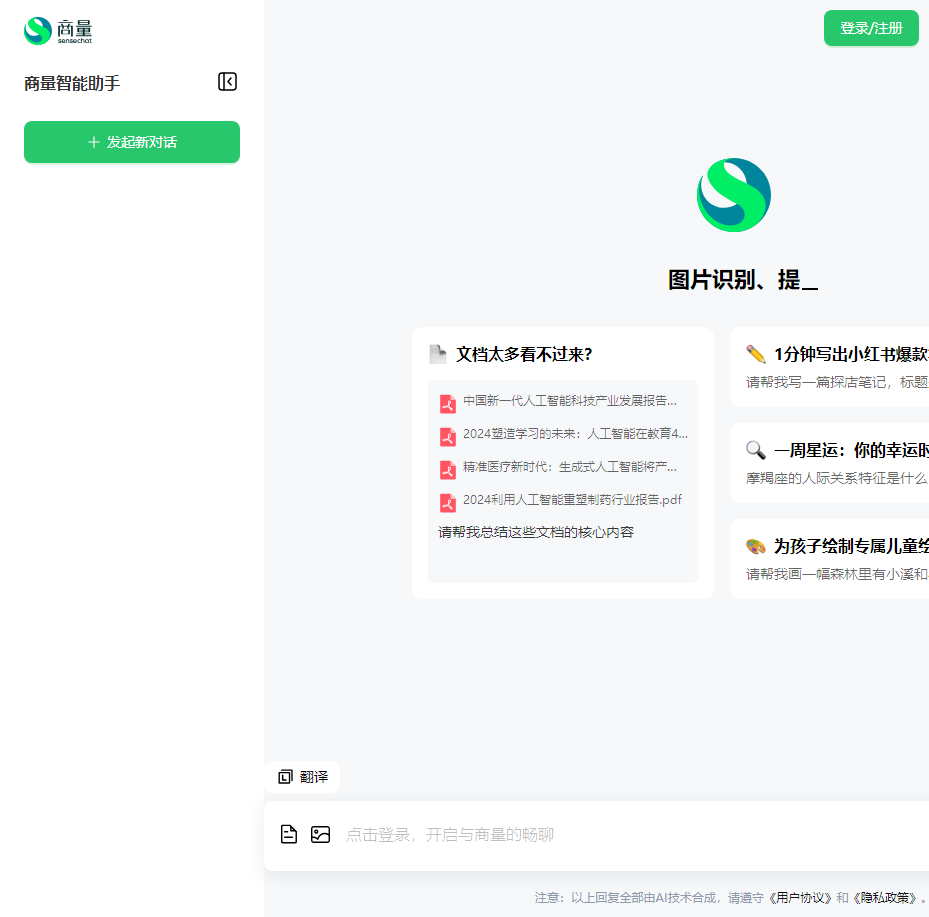 商量
sensechat
登录/注册
商量智能助手
发起新对话
图片识别、提_
文档太多看不过来?
中国新一代人工智能科技产业发展报告...
2024塑造学习的未来：人工智能在教育4...
精准医疗新时代：生成式人工智能将产...
2024利用人工智能重塑制药行业报告.pdf
请帮我总结这些文档的核心内容
1分钟写出小红书爆款
请帮我写一篇探店笔记，标题
一周星运：你的幸运时
摩羯座的人际关系特征是什么
为孩子绘制专属儿童绘
请帮我画一幅森林里有小溪和
翻译
点击登录，开启与商量的畅聊
注意：以上回复全部由AI技术合成，请遵守《用户协议》和《隐私政策》。